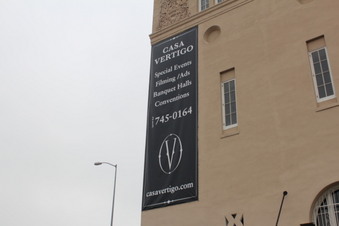 CASA
VERTIGO
Special Events
Filming /Ads
Banquet Halls
Conventions
745-0164
V
casavertigo.com